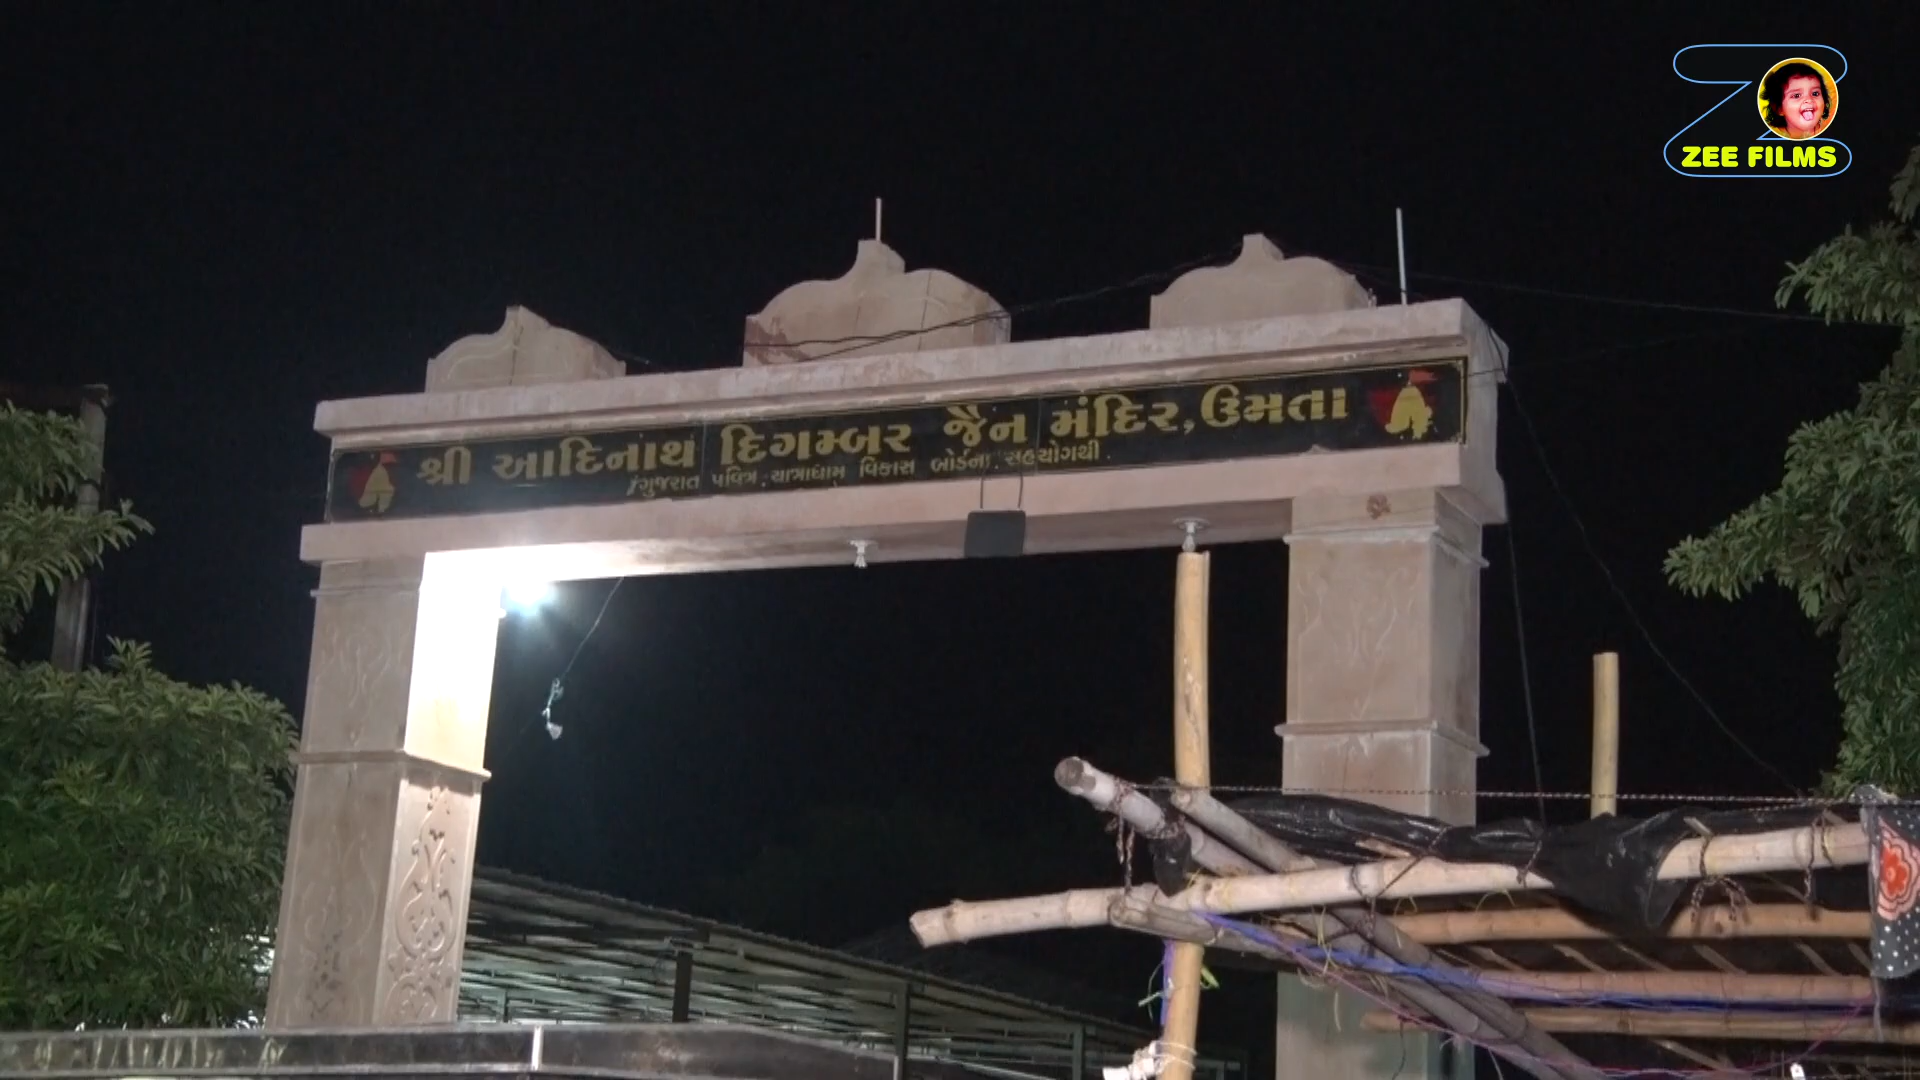 શ્રી આદિનાથ દિગમ્બર જૈન મંદિર, ઉમતા
ગુજરાત પવિત્ર યાત્રાધામ વિકાસ બોર્ડના સહયોગથી.
ZEE FILMS